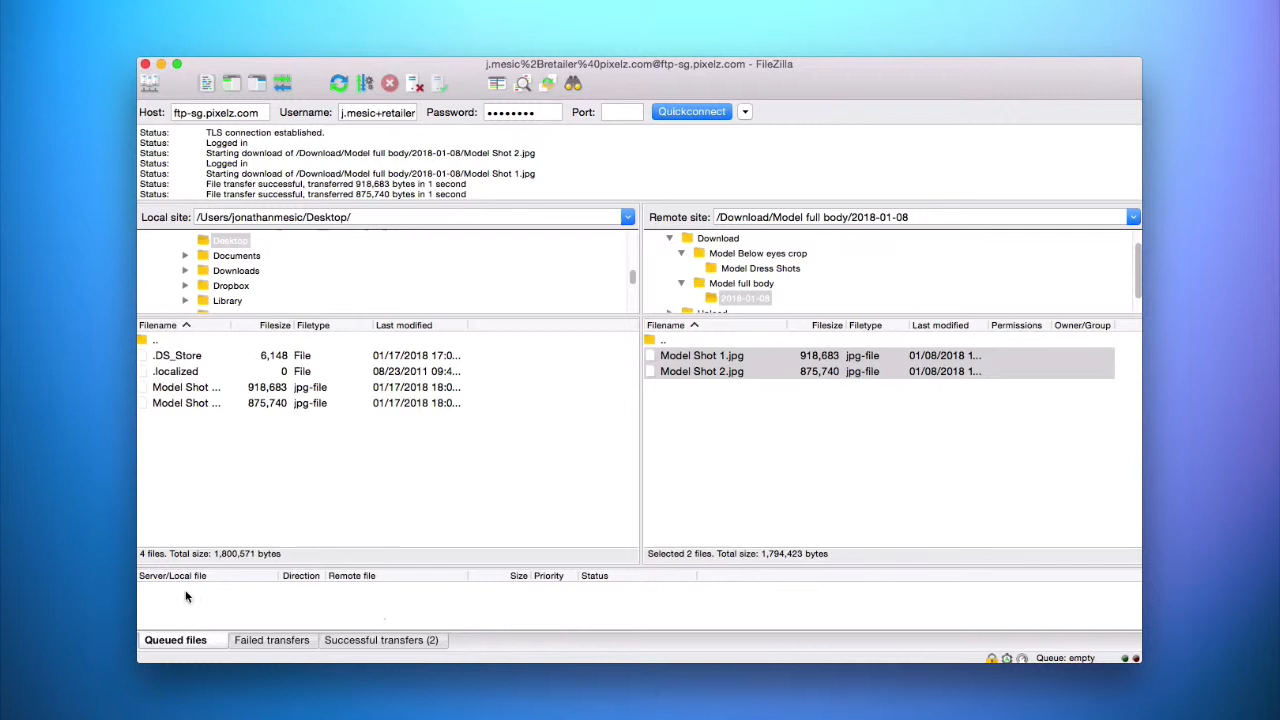 j.mesic%2Bretailer%40pixelz.com@ftp-sg.pixelz.com - FileZilla
Host: ftp-sg.pixelz.com Username: j.mesic+retailer Password: •••••••• Port: Quickconnect
Status: TLS connection established.
Status: Logged in
Status: Starting download of /Download/Model full body/2018-01-08/Model Shot 2.jpg
Status: Logged in
Status: Starting download of /Download/Model full body/2018-01-08/Model Shot 1.jpg
Status: File transfer successful, transferred 918,683 bytes in 1 second
Status: File transfer successful, transferred 875,740 bytes in 1 second
Local site: /Users/jonathanmesic/Desktop/
Desktop
Documents
Downloads
Dropbox
Library
Filename Filesize Filetype Last modified
..
.DS_Store 6,148 File 01/17/2018 17:0...
.localized 0 File 08/23/2011 09:4...
Model Shot ... 918,683 jpg-file 01/17/2018 18:0...
Model Shot ... 875,740 jpg-file 01/17/2018 18:0...
4 files. Total size: 1,800,571 bytes
Remote site: /Download/Model full body/2018-01-08
Download
Model Below eyes crop
Model Dress Shots
Model full body
2018-01-08
Filename Filesize Filetype Last modified Permissions Owner/Group
..
Model Shot 1.jpg 918,683 jpg-file 01/08/2018 1...
Model Shot 2.jpg 875,740 jpg-file 01/08/2018 1...
Selected 2 files. Total size: 1,794,423 bytes
Server/Local file Direction Remote file Size Priority Status
Queued files Failed transfers Successful transfers (2)
Queue: empty